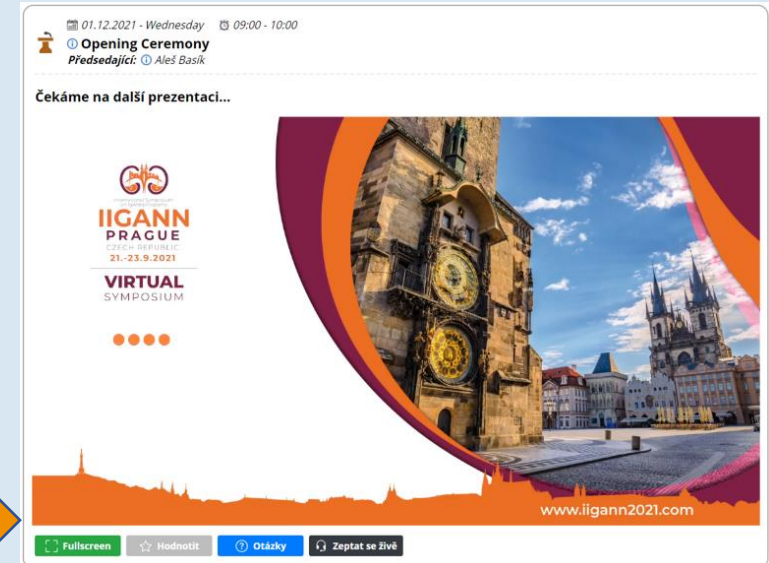 01.12.2021 - Wednesday 09:00 - 10:00
Opening Ceremony
Předsedající: Aleš Basík
Čekáme na další prezentaci...
IIGANN
PRAGUE
CZECH REPUBLIC
21.-23.9.2021
VIRTUAL
SYMPOSIUM
www.iigann2021.com
Fullscreen Hodnotit Otázky Zeptat se živě